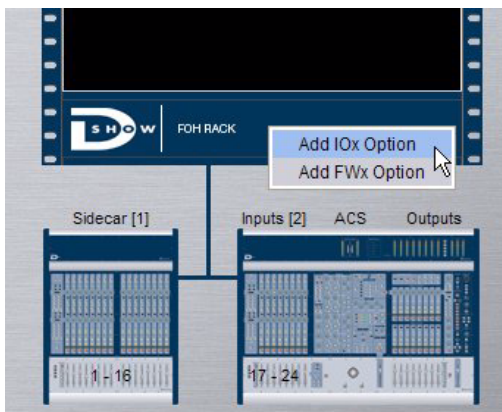 D SHOW FOH RACK
Add IOx Option
Add FWx Option
Sidecar [1] Inputs [2] ACS Outputs
1 - 16 17 - 24